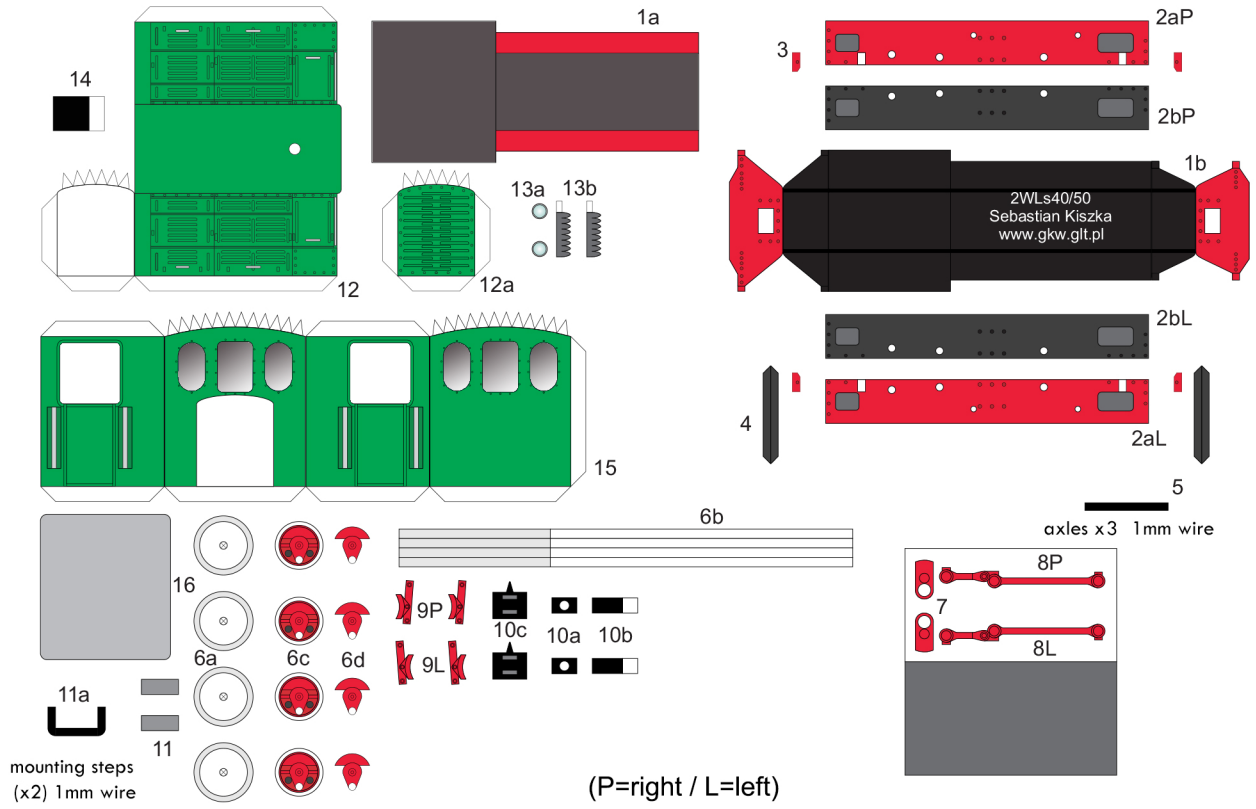 1a
2aP
3
14
2bP
1b
13a
13b
2WLs40/50
Sebastian Kiszka
www.gkw.glt.pl
12
12a
2bL
4
2aL
15
5
axles x3 1mm wire
6b
8P
16
9P
7
10c
10a
10b
6a
6c
6d
9L
8L
11a
11
mounting steps
(x2) 1mm wire
(P=right / L=left)